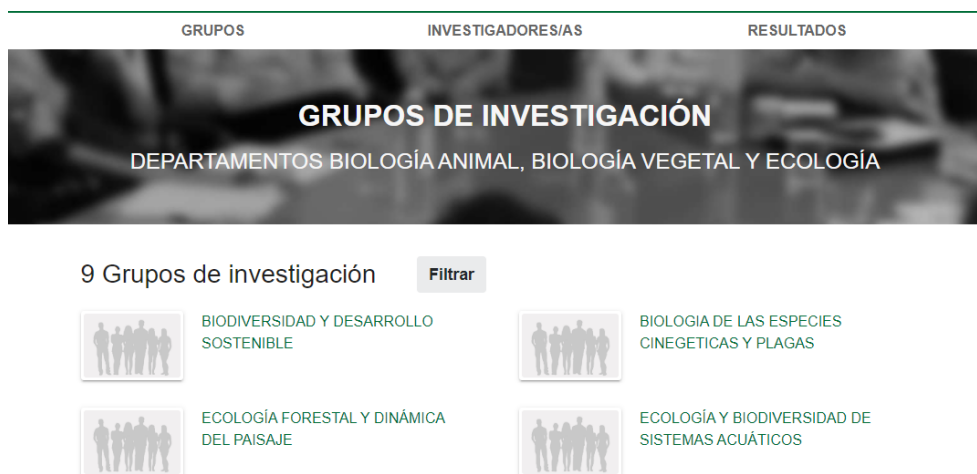 GRUPOS
INVESTIGADORES/AS
RESULTADOS
GRUPOS DE INVESTIGACIÓN
DEPARTAMENTOS BIOLOGÍA ANIMAL, BIOLOGÍA VEGETAL Y ECOLOGÍA
9 Grupos de investigación
Filtrar
BIODIVERSIDAD Y DESARROLLO
SOSTENIBLE
BIOLOGIA DE LAS ESPECIES
CINEGETICAS Y PLAGAS
ECOLOGÍA FORESTAL Y DINÁMICA
DEL PAISAJE
ECOLOGÍA Y BIODIVERSIDAD DE
SISTEMAS ACUÁTICOS